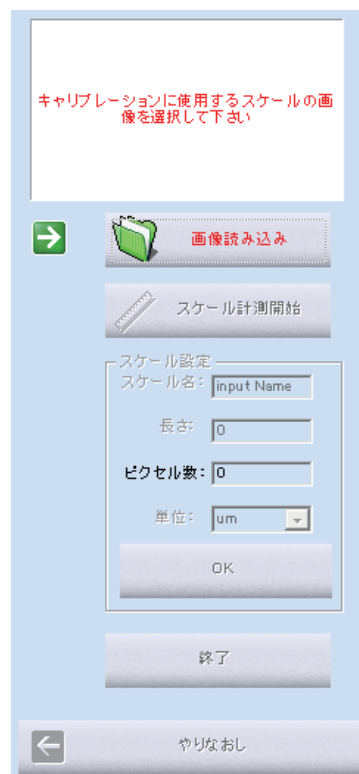 キャリブレーションに使用するスケールの画
像を選択して下さい
画像読み込み
スケール計測開始
スケール設定
スケール名: input Name
長さ: 0
ピクセル数: 0
単位: um
OK
終了
やりなおし